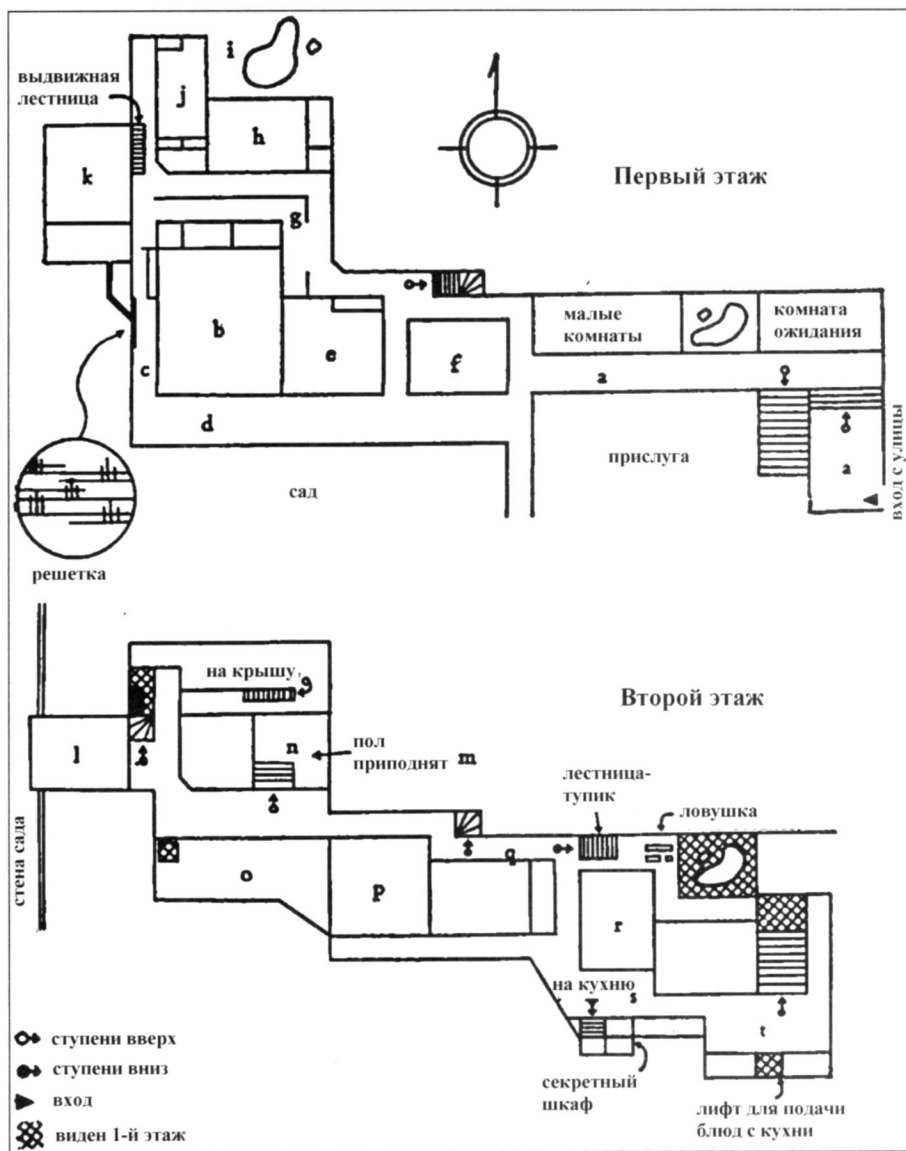 i
выдвижная
лестница
j
h
k
Первый этаж
g
малые
комнаты
комната
ожидания
b
e
f
c
a
d
прислуга
a
вход с улицы
сад
решетка
на крышу
Второй этаж
l
n
пол
приподнят
m
лестница-
тупик
ловушка
стена сада
o
p
q
r
на кухню
s
t
ступени вверх
ступени вниз
вход
виден 1-й этаж
секретный
шкаф
лифт для подачи
блюд с кухни